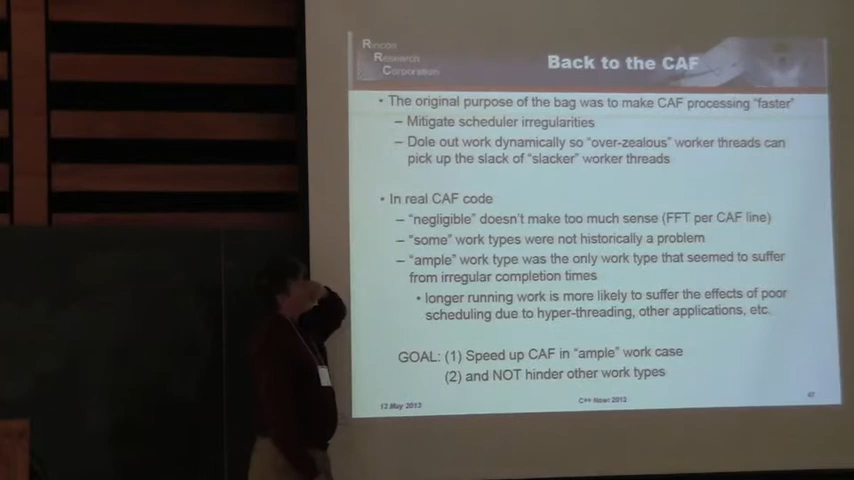 Rincon
Research
Corporation
Back to the CAF
• The original purpose of the bag was to make CAF processing “faster”
– Mitigate scheduler irregularities
– Dole out work dynamically so “over-zealous” worker threads can
pick up the slack of “slacker” worker threads
• In real CAF code
– “negligible” doesn’t make too much sense (FFT per CAF line)
– “some” work types were not historically a problem
– “ample” work type was the only work type that seemed to suffer
from irregular completion times
• longer running work is more likely to suffer the effects of poor
scheduling due to hyper-threading, other applications, etc.
GOAL: (1) Speed up CAF in “ample” work case
(2) and NOT hinder other work types
13 May 2013
C++ Now! 2013
47